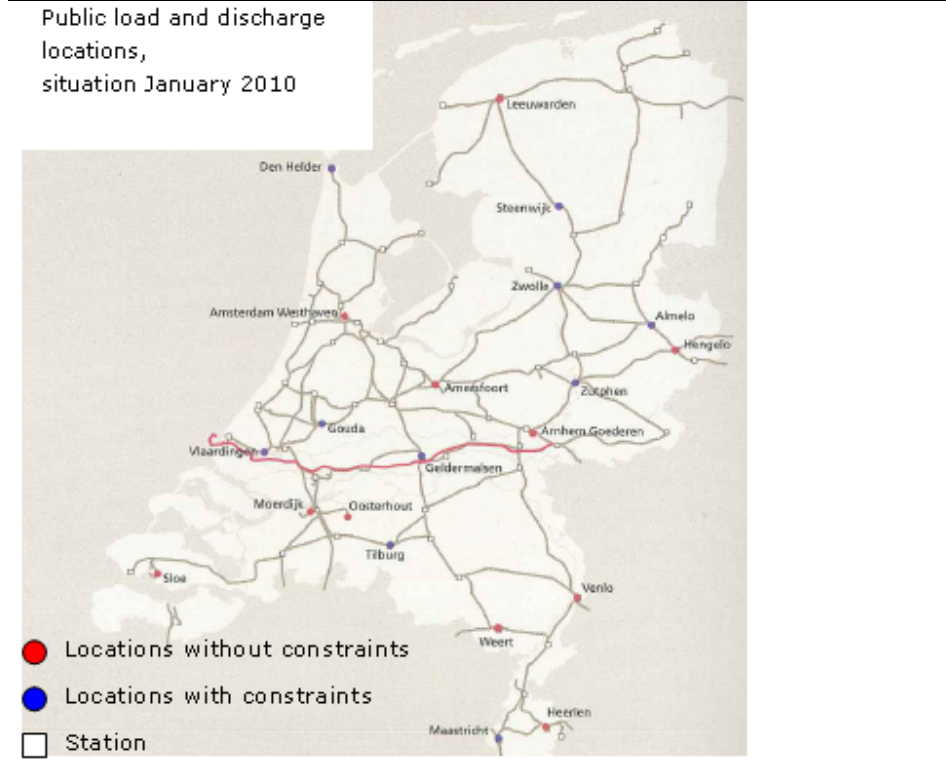 Public load and discharge
locations,
situation January 2010
Leeuwarden
Den Helder
Steenwijk
Zwolle
Amsterdam Westhaven
Almelo
Hengelo
Amersfoort
Zutphen
Gouda
Arnhem Goederen
Vlaardingen
Geldermalsen
Moerdijk
Oosterhout
Tilburg
Sloe
Venlo
Weert
Locations without constraints
Locations with constraints
Heerlen
Maastricht
Station